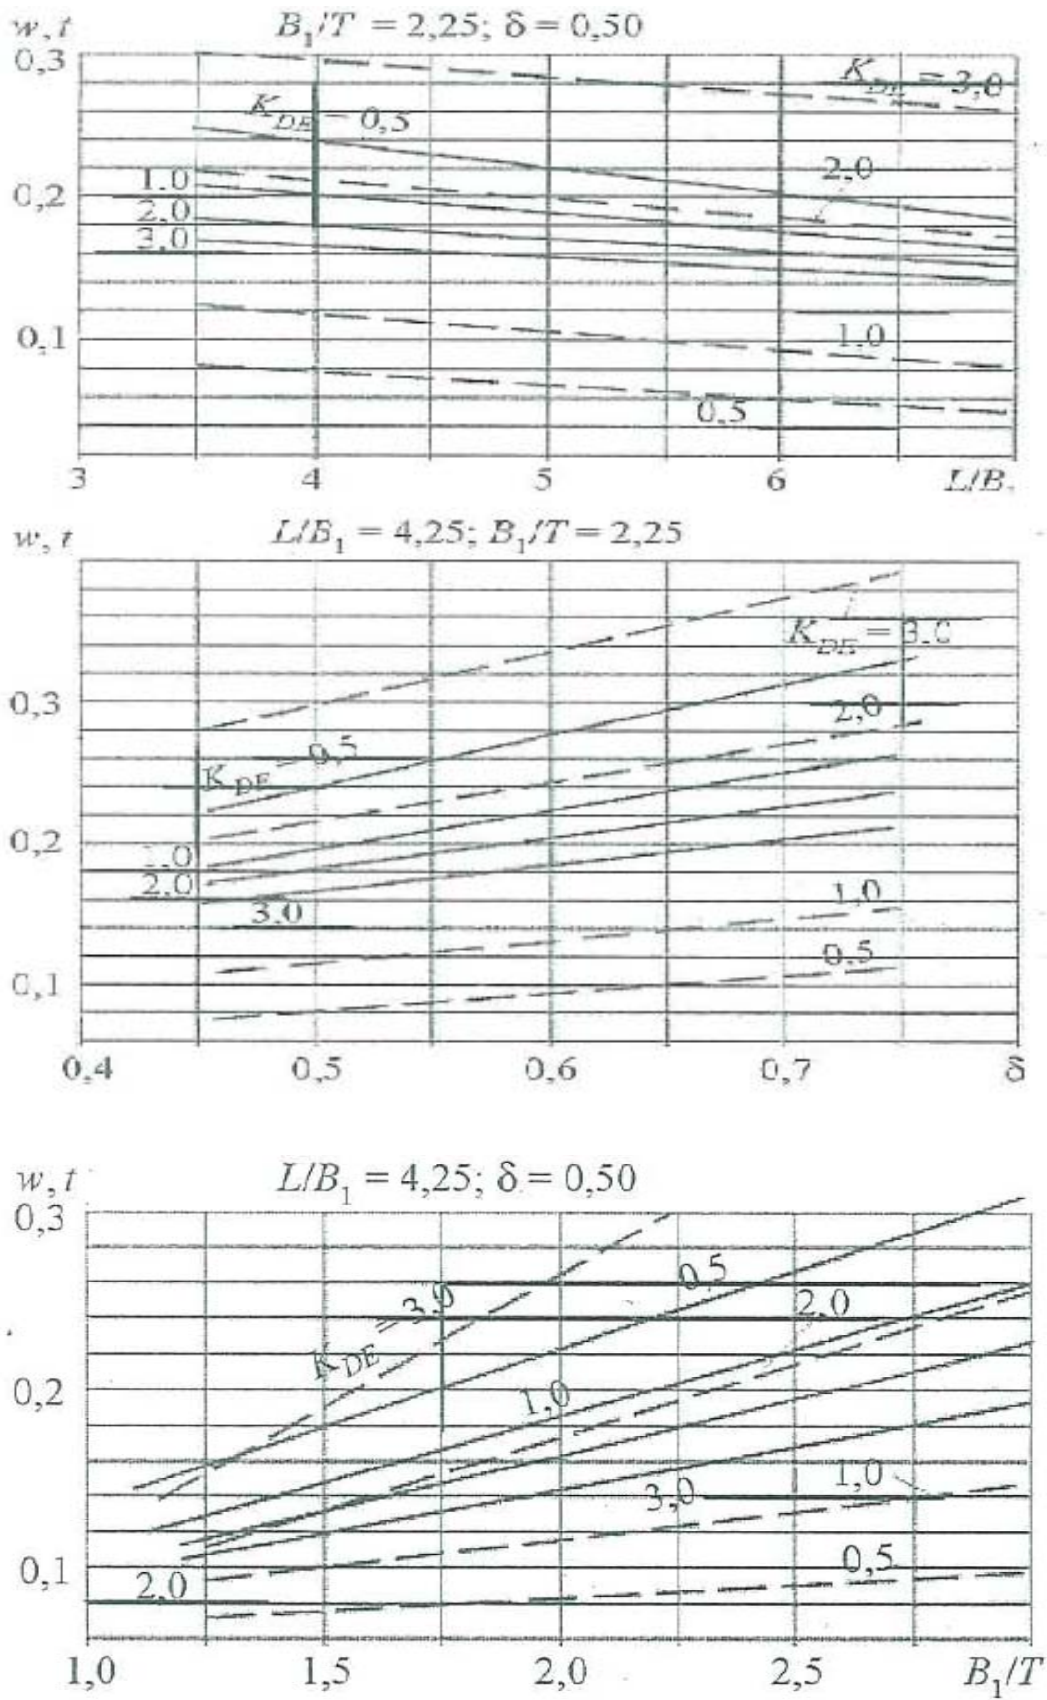 w, t B₁/T = 2,25; δ = 0,50
0,3
K_DE = 3,0
K_DE = 0,5
2,0
1.0
0,2
2,0
3,0
0,1
1.0
0.5
3 4 5 6 L/B.
w, t L/B₁ = 4,25; B₁/T = 2,25
K_DE = 3.0
0,3
2,0
K_DE = 0,5
0,2
1.0
2.0
3.0
1,0
0.5
0,1
0,4 0,5 0,6 0,7 δ
w, t L/B₁ = 4,25; δ = 0,50
0,3
0,5
K_DE = 3,0
2,0
0,2
1,0
1,0
3,0
0,5
0,1
2,0
1,0 1,5 2,0 2,5 B₁/T